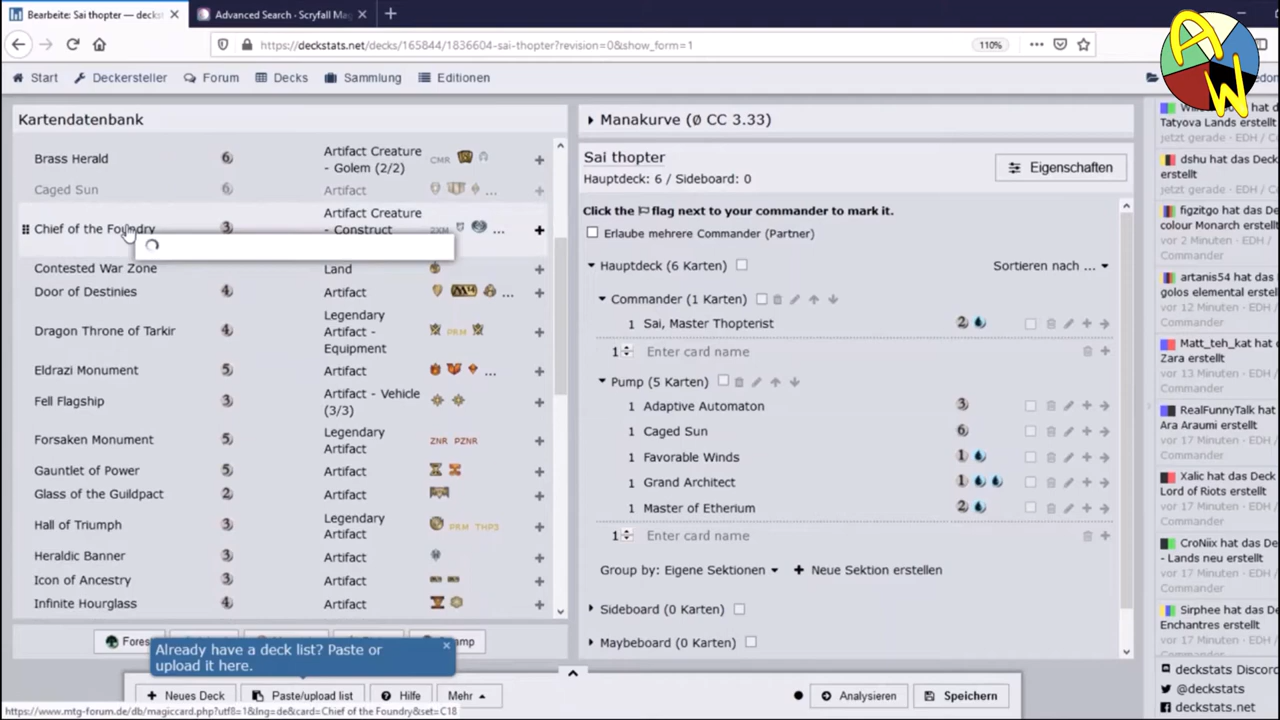 Bearbeite: Sai thopter — deckst
Advanced Search · Scryfall Mag
https://deckstats.net/decks/165844/1836604-sai-thopter?revision=0&show_form=1
110%
AW
Start
Deckersteller
Forum
Decks
Sammlung
Editionen
Kartendatenbank
Brass Herald
6
Artifact Creature
- Golem (2/2)
CMR
Caged Sun
6
Artifact
...
Chief of the Foundry
3
Artifact Creature
- Construct
2XM
...
Contested War Zone
Land
Door of Destinies
4
Artifact
...
Dragon Throne of Tarkir
4
Legendary
Artifact -
Equipment
PRM
Eldrazi Monument
5
Artifact
...
Fell Flagship
3
Artifact - Vehicle
(3/3)
Forsaken Monument
5
Legendary
Artifact
ZNR PZNR
Gauntlet of Power
5
Artifact
Glass of the Guildpact
2
Artifact
Hall of Triumph
3
Legendary
Artifact
PRM THP3
Heraldic Banner
3
Artifact
Icon of Ancestry
3
Artifact
Infinite Hourglass
4
Artifact
Manakurve (Ø CC 3.33)
Sai thopter
Hauptdeck: 6 / Sideboard: 0
Eigenschaften
Click the flag next to your commander to mark it.
Erlaube mehrere Commander (Partner)
Hauptdeck (6 Karten)
Sortieren nach ...
Commander (1 Karten)
1 Sai, Master Thopterist
2
1 Enter card name
Pump (5 Karten)
1 Adaptive Automaton
3
1 Caged Sun
6
1 Favorable Winds
1
1 Grand Architect
1
1 Master of Etherium
2
1 Enter card name
Group by: Eigene Sektionen
Neue Sektion erstellen
Sideboard (0 Karten)
Maybeboard (0 Karten)
Tatyova Lands erstellt
jetzt gerade · EDH /
dshu hat das Deck
erstellt
figzitgo hat das
colour Monarch erstellt
vor 2 Minuten · EDH
Commander
artanis54 hat das
golos elemental erstellt
vor 12 Minuten
Commander
Matt_teh_kat hat
Zara erstellt
vor 13 Minuten
Commander
RealFunnyTalk hat
Ara Araumi erstellt
vor 17 Minuten
Commander
Xalic hat das Deck
Lord of Riots erstellt
vor 17 Minuten · EDH /
Commander
CroNiix hat das
- Lands neu erstellt
vor 17 Minuten · EDH /
Commander
Sirphee hat das
Enchantres erstellt
vor 17 Minuten · EDH /
deckstats Discord
@deckstats
deckstats.net
Already have a deck list? Paste or
upload it here.
Neues Deck
Paste/upload list
Hilfe
Mehr
Analysieren
Speichern
https://www.mtg-forum.de/db/magiccard.php?utf8=1&lng=de&card=Chief of the Foundry&set=C18